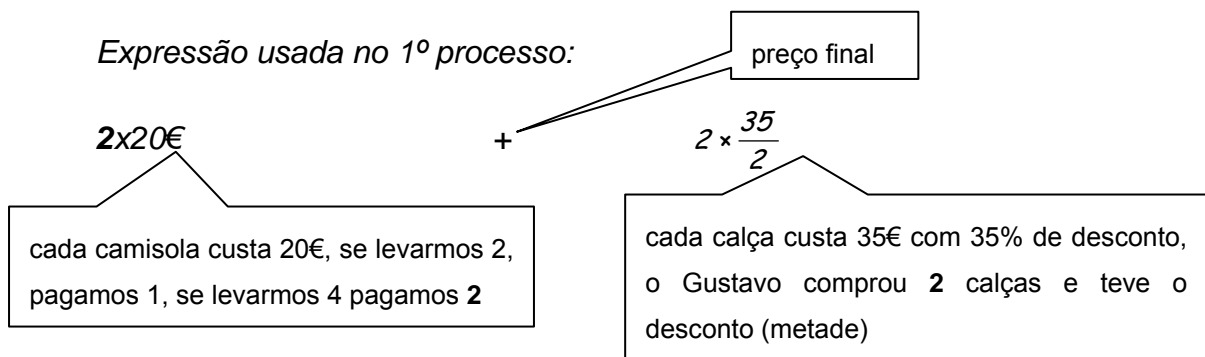 Expressão usada no 1º processo:
preço final
2x20€ + 2 × 35/2
cada camisola custa 20€, se levarmos 2,
pagamos 1, se levarmos 4 pagamos 2
cada calça custa 35€ com 35% de desconto,
o Gustavo comprou 2 calças e teve o
desconto (metade)